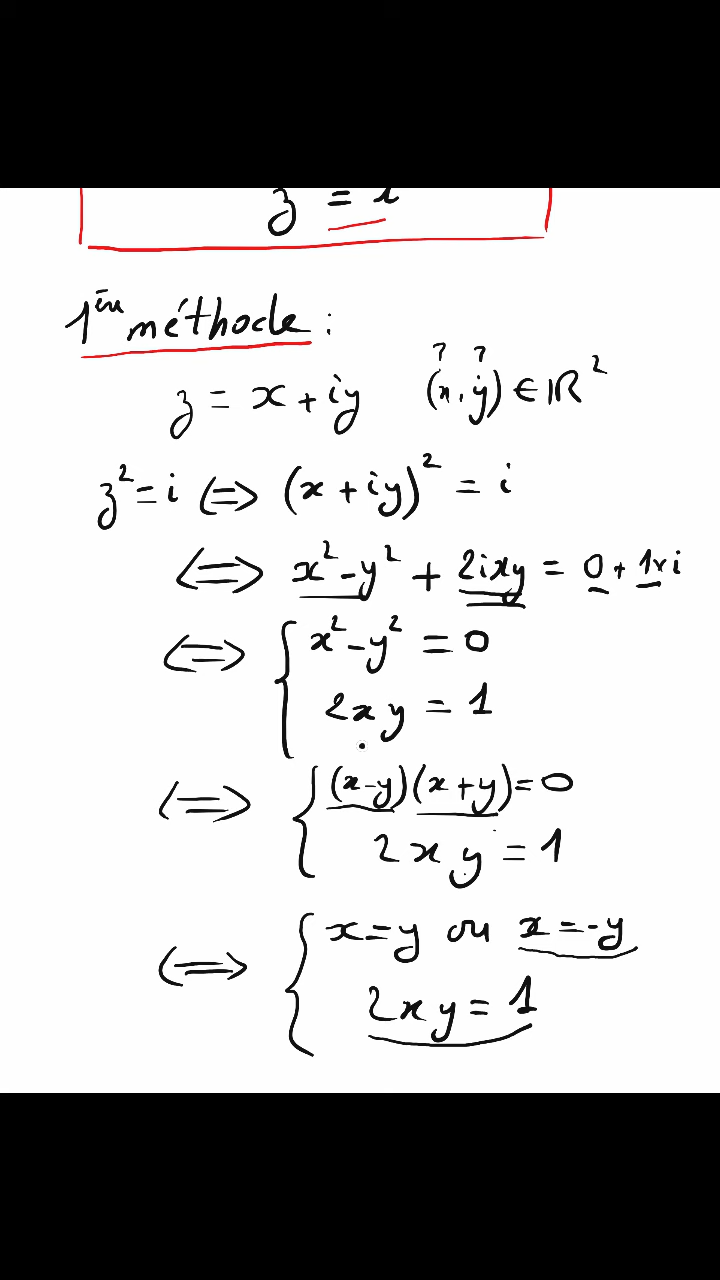 z = i
1ère méthode :
z = x + iy (x, y) ∈ ℝ²
? ?
z² = i ⟺ (x + iy)² = i
⟺ x² - y² + 2ixy = 0 + 1×i
⟺ { x² - y² = 0
2xy = 1
⟺ { (x - y)(x + y) = 0
2xy = 1
⟺ { x = y ou x = -y
2xy = 1